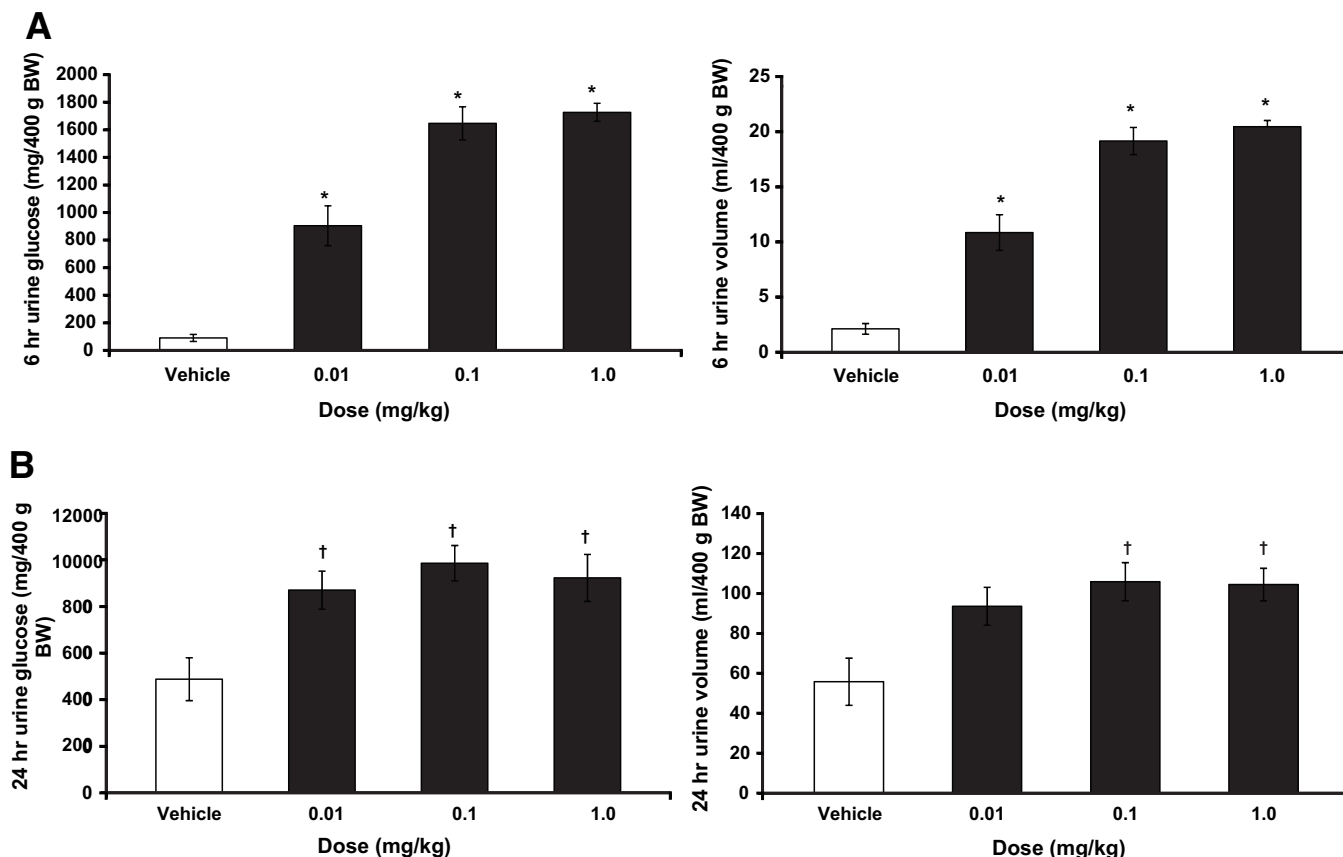 A
6 hr urine glucose (mg/400 g BW)
2000
1800
1600
1400
1200
1000
800
600
400
200
0
*
*
*
Vehicle 0.01 0.1 1.0
Dose (mg/kg)
6 hr urine volume (ml/400 g BW)
25
20
15
10
5
0
*
*
*
Vehicle 0.01 0.1 1.0
Dose (mg/kg)
B
24 hr urine glucose (mg/400 g
BW)
12000
10000
8000
6000
4000
2000
0
† † †
Vehicle 0.01 0.1 1.0
Dose (mg/kg)
24 hr urine volume (ml/400 g BW)
140
120
100
80
60
40
20
0
† †
Vehicle 0.01 0.1 1.0
Dose (mg/kg)